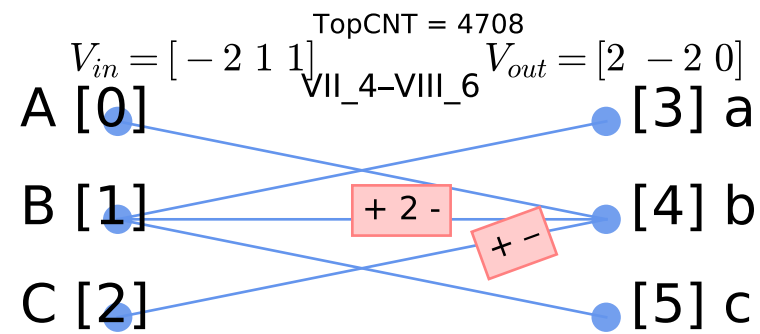 TopCNT = 4708
V_in = [ − 2 1 1]
V_out = [2 − 2 0]
VII_4–VIII_6
A [0]
[3] a
B [1]
+ 2 -
[4] b
+ −
C [2]
[5] c